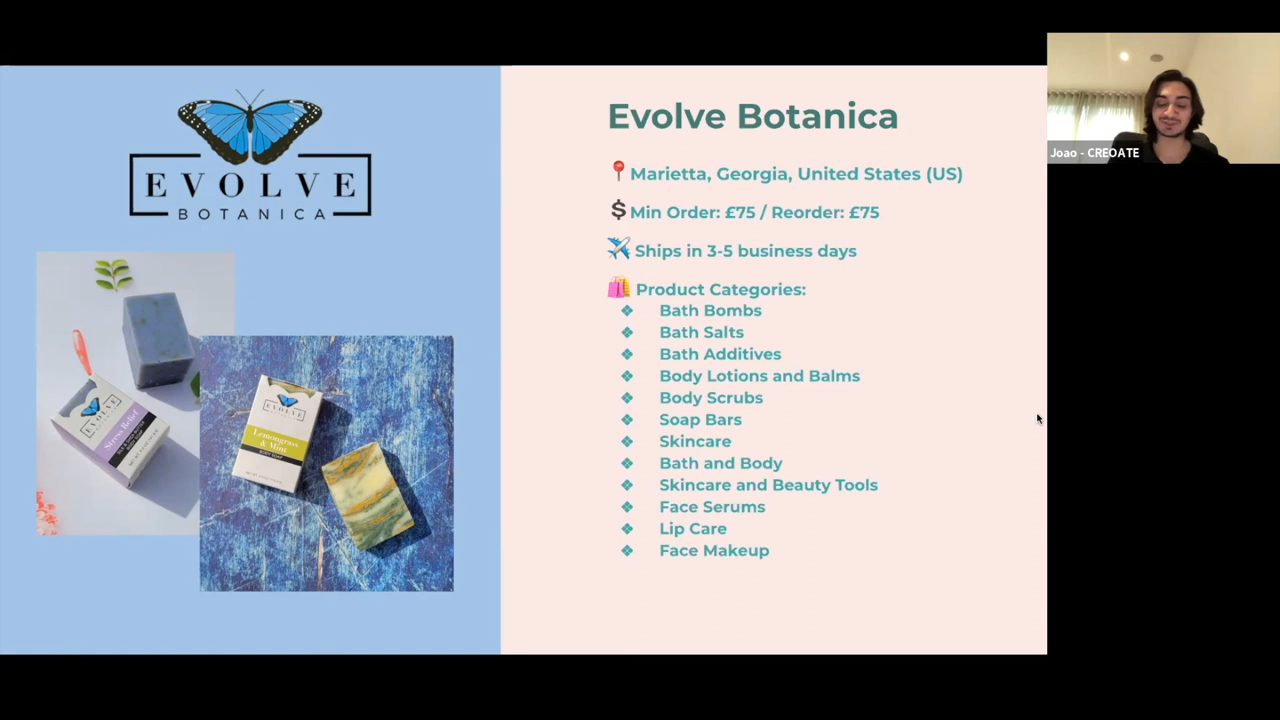 EVOLVE
BOTANICA
EVOLVE
Stress Relief
EVOLVE
Lemongrass
& Mint
BODY SOAP
Evolve Botanica
📍Marietta, Georgia, United States (US)
$Min Order: £75 / Reorder: £75
✈️ Ships in 3-5 business days
🛍️ Product Categories:
❖ Bath Bombs
❖ Bath Salts
❖ Bath Additives
❖ Body Lotions and Balms
❖ Body Scrubs
❖ Soap Bars
❖ Skincare
❖ Bath and Body
❖ Skincare and Beauty Tools
❖ Face Serums
❖ Lip Care
❖ Face Makeup
Joao - CREOATE